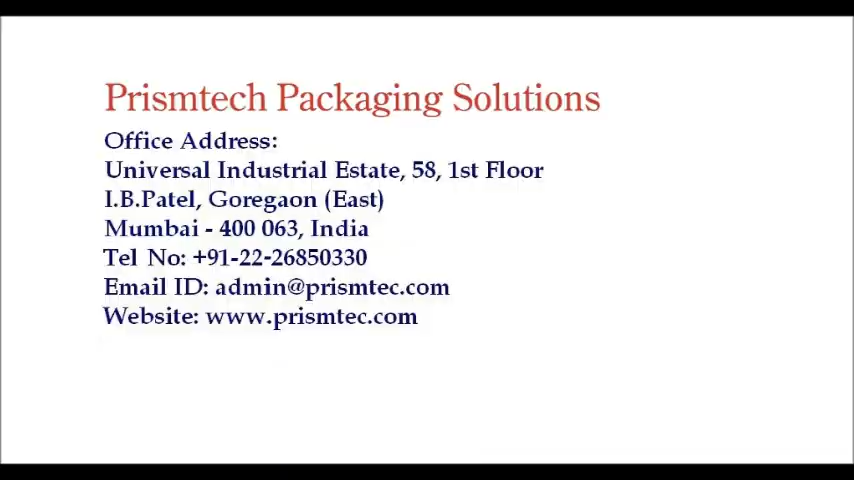 Prismtech Packaging Solutions
Office Address:
Universal Industrial Estate, 58, 1st Floor
I.B.Patel, Goregaon (East)
Mumbai - 400 063, India
Tel No: +91-22-26850330
Email ID: admin@prismtec.com
Website: www.prismtec.com